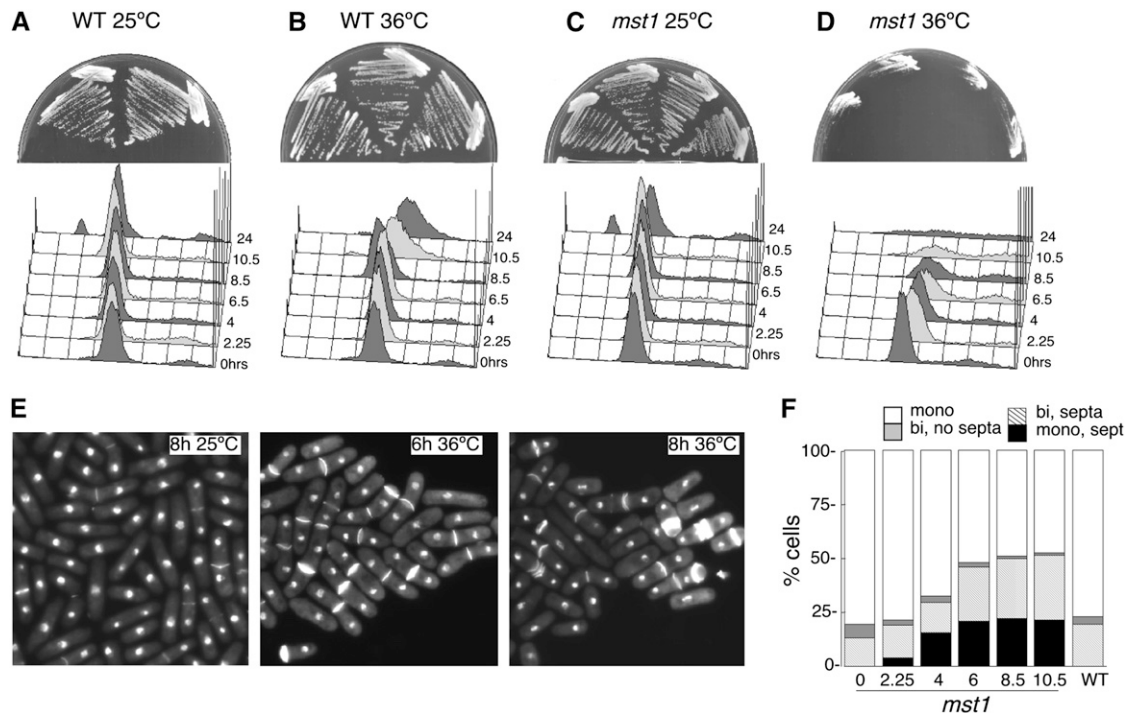 A WT 25ºC
B WT 36ºC
C mst1 25ºC
D mst1 36ºC
24
10.5
8.5
6.5
4
2.25
0hrs
24
10.5
8.5
6.5
4
2.25
0hrs
24
10.5
8.5
6.5
4
2.25
0hrs
24
10.5
8.5
6.5
4
2.25
0hrs
E
8h 25ºC
6h 36ºC
8h 36ºC
F
mono
bi, no septa
bi, septa
mono, sept
100-
75-
50-
25-
0-
% cells
0 2.25 4 6 8.5 10.5 WT
mst1